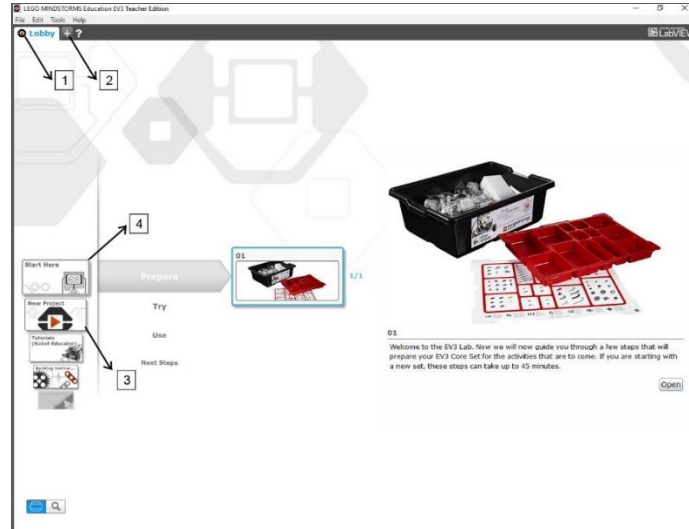 LEGO MINDSTORMS Education EV3 Teacher Edition
File Edit Tools Help
Lobby + ?
LabVIEW
1
2
4
Start Here
Prepare
01
1/1
New Project
Try
Tutorials
(Robot Educator)
Use
Next Steps
3
01
Welcome to the EV3 Lab. Now we will now guide you through a few steps that will
prepare your EV3 Core Set for the activities that are to come. If you are starting with
a new set, these steps can take up to 45 minutes.
Open